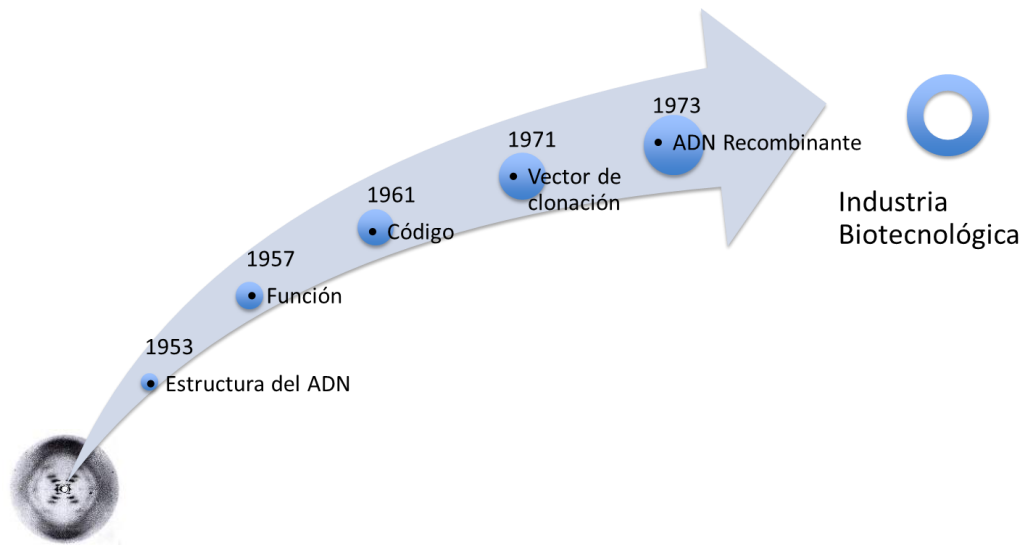 1953
Estructura del ADN
1957
Función
1961
Código
1971
Vector de
clonación
1973
ADN Recombinante
Industria
Biotecnológica